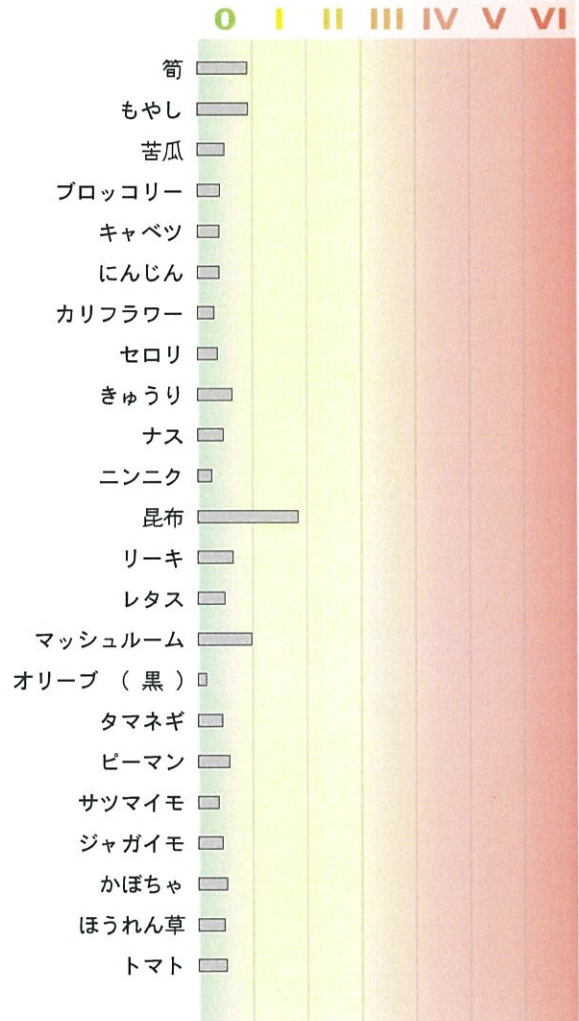 0 I II III IV V VI
筍
もやし
苦瓜
ブロッコリー
キャベツ
にんじん
カリフラワー
セロリ
きゅうり
ナス
ニンニク
昆布
リーキ
レタス
マッシュルーム
オリーブ ( 黒 )
タマネギ
ピーマン
サツマイモ
ジャガイモ
かぼちゃ
ほうれん草
トマト